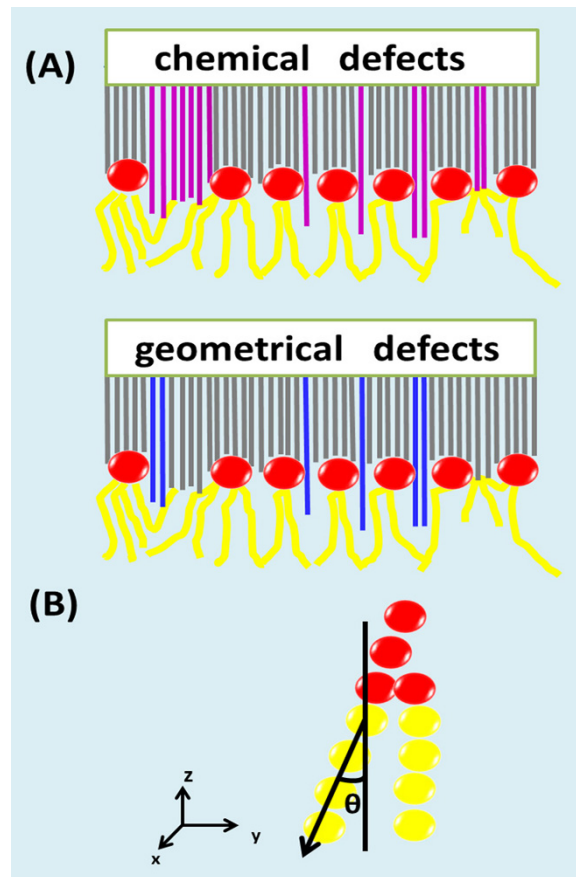 (A)
chemical defects
geometrical defects
(B)
θ
z
y
x